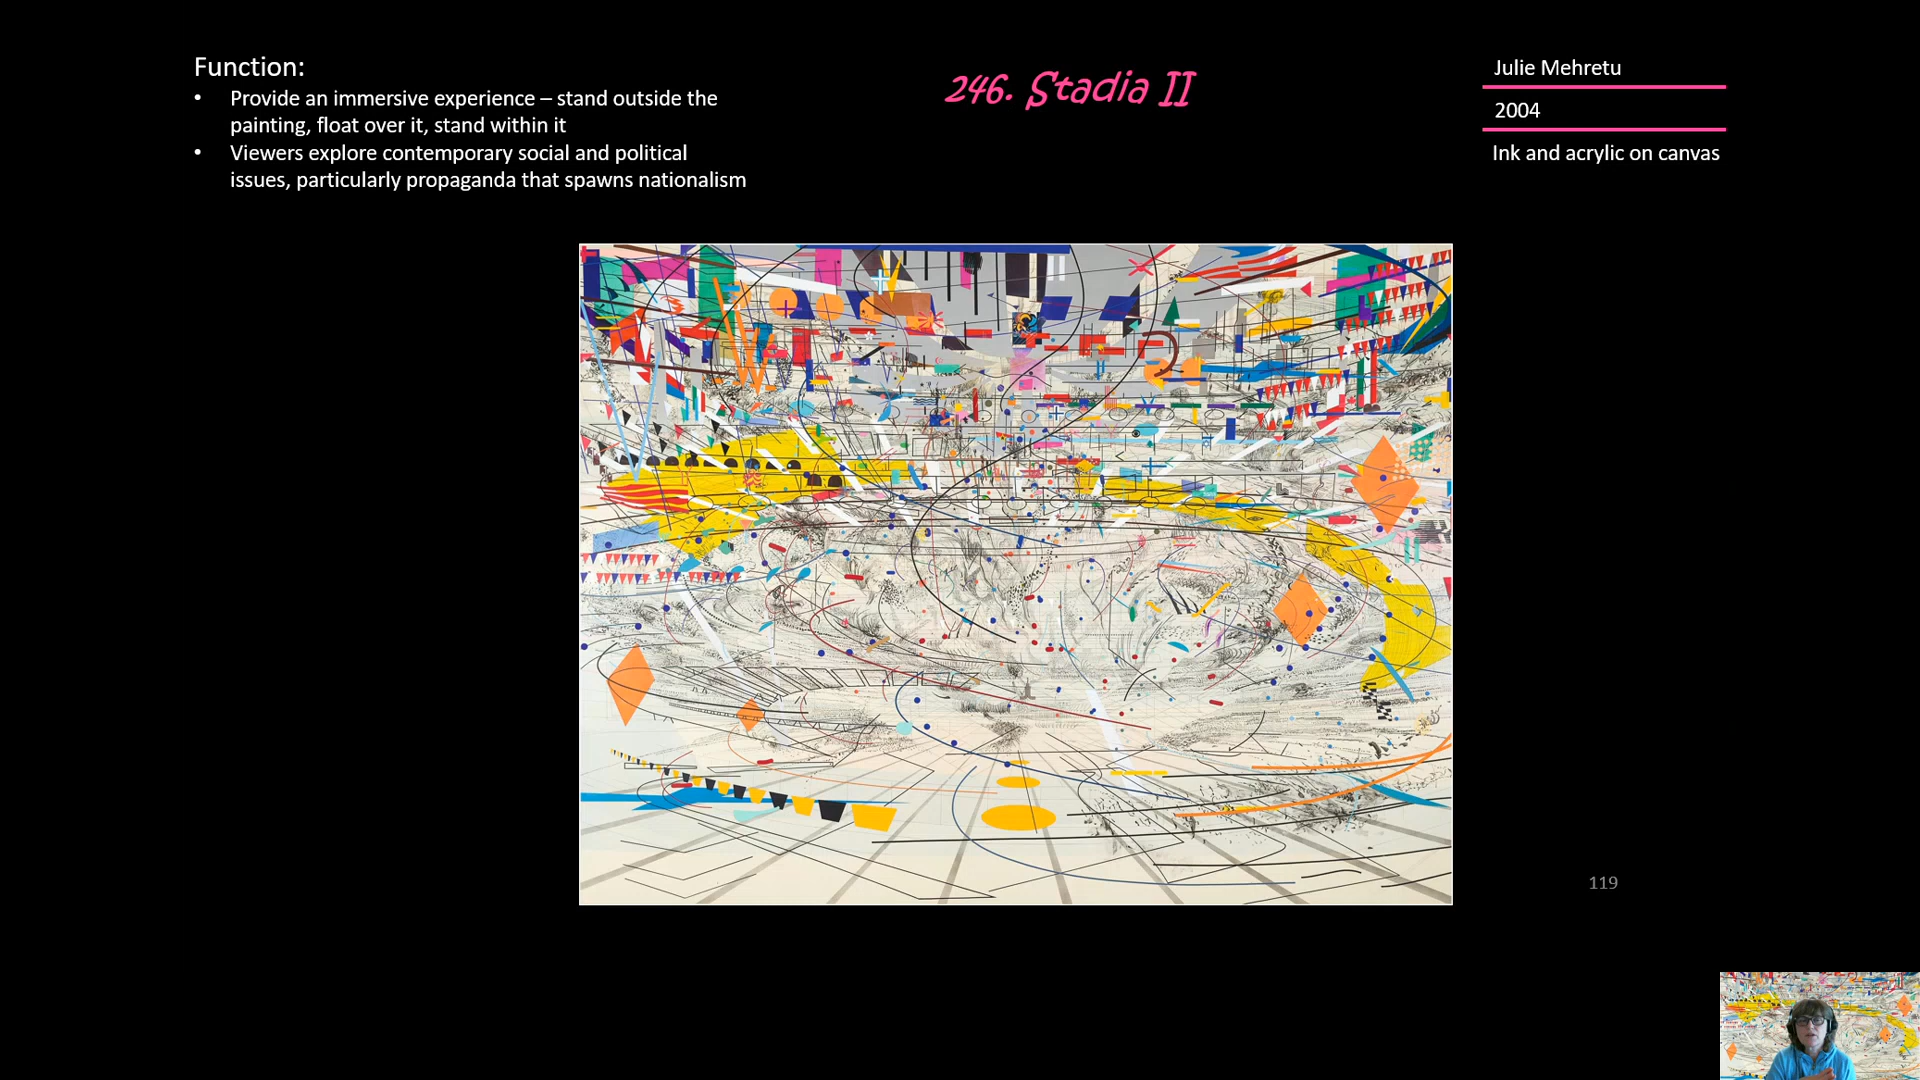 Function:
• Provide an immersive experience – stand outside the
painting, float over it, stand within it
• Viewers explore contemporary social and political
issues, particularly propaganda that spawns nationalism
246. Stadia II
Julie Mehretu
2004
Ink and acrylic on canvas
119